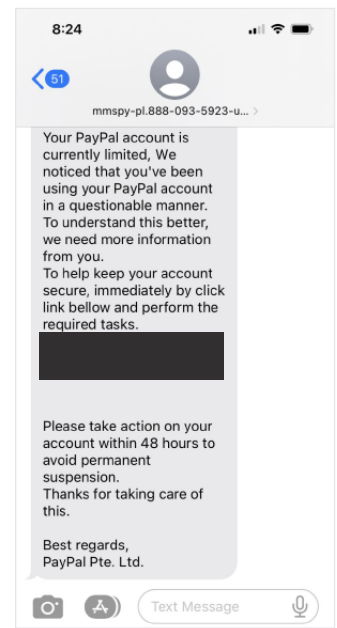 8:24
51
mmspy-pl.888-093-5923-u...
Your PayPal account is
currently limited, We
noticed that you've been
using your PayPal account
in a questionable manner.
To understand this better,
we need more information
from you.
To help keep your account
secure, immediately by click
link bellow and perform the
required tasks.
Please take action on your
account within 48 hours to
avoid permanent
suspension.
Thanks for taking care of
this.
Best regards,
PayPal Pte. Ltd.
Text Message